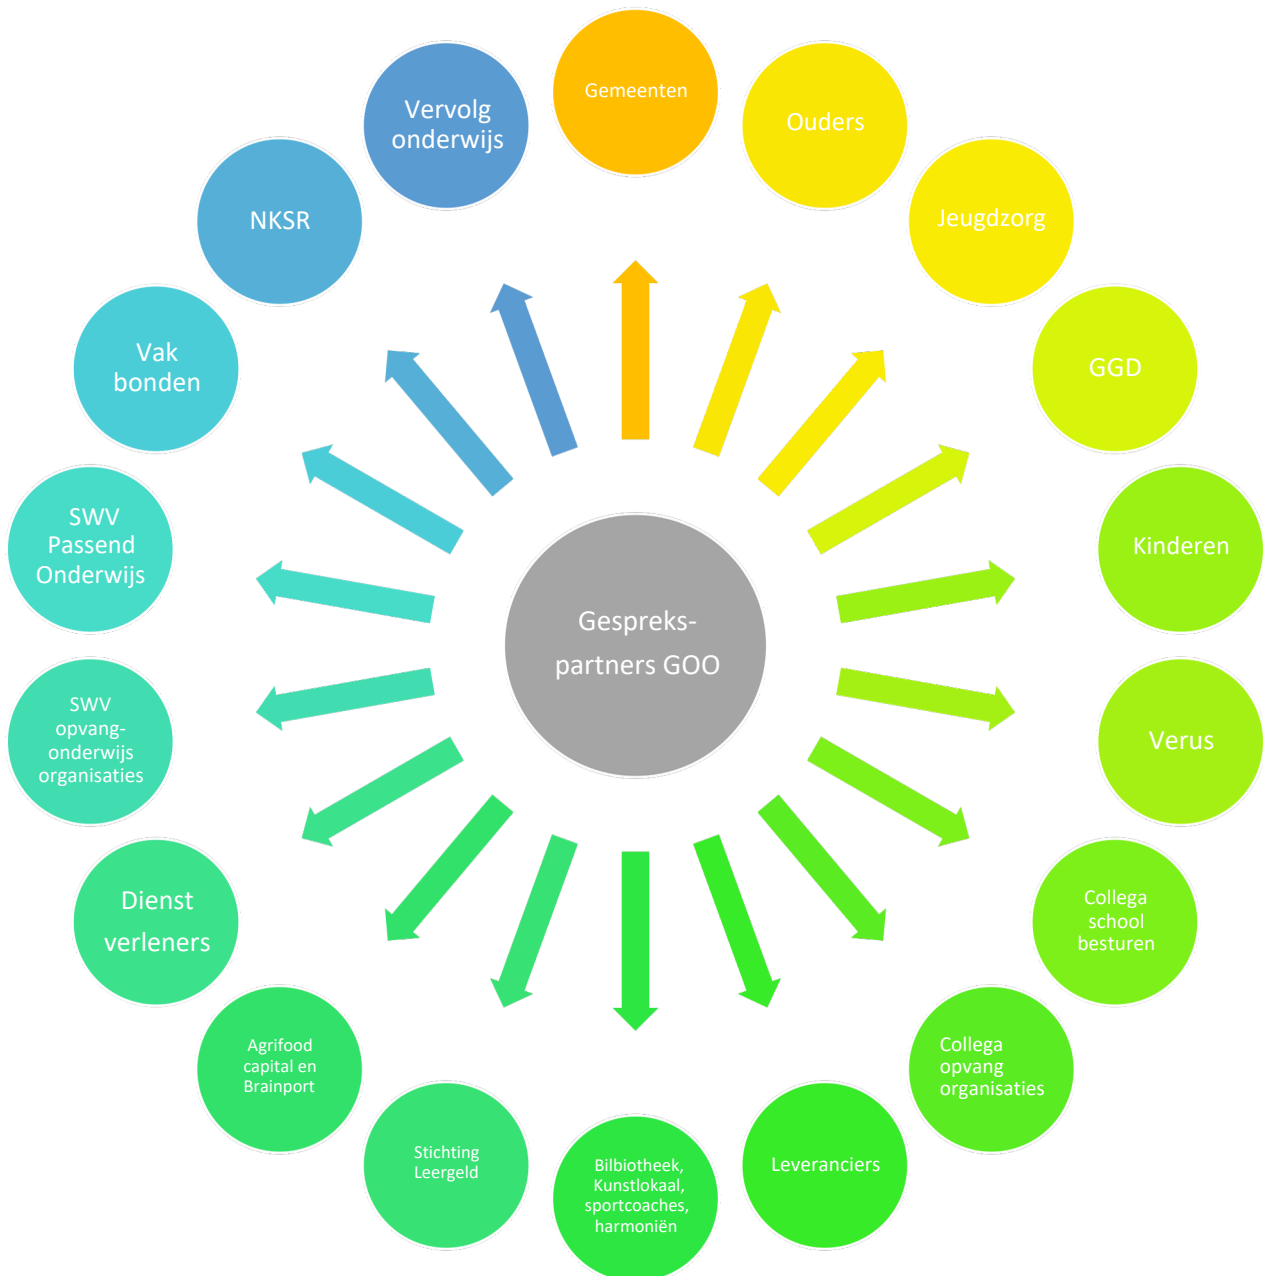 Gemeenten
Ouders
Jeugdzorg
GGD
Kinderen
Verus
Collega
school
besturen
Collega
opvang
organisaties
Leveranciers
Bilbiotheek,
Kunstlokaal,
sportcoaches,
harmoniën
Stichting
Leergeld
Agrifood
capital en
Brainport
Dienst
verleners
SWV
opvang-
onderwijs
organisaties
SWV
Passend
Onderwijs
Vak
bonden
NKSR
Vervolg
onderwijs
Gespreks-
partners GOO